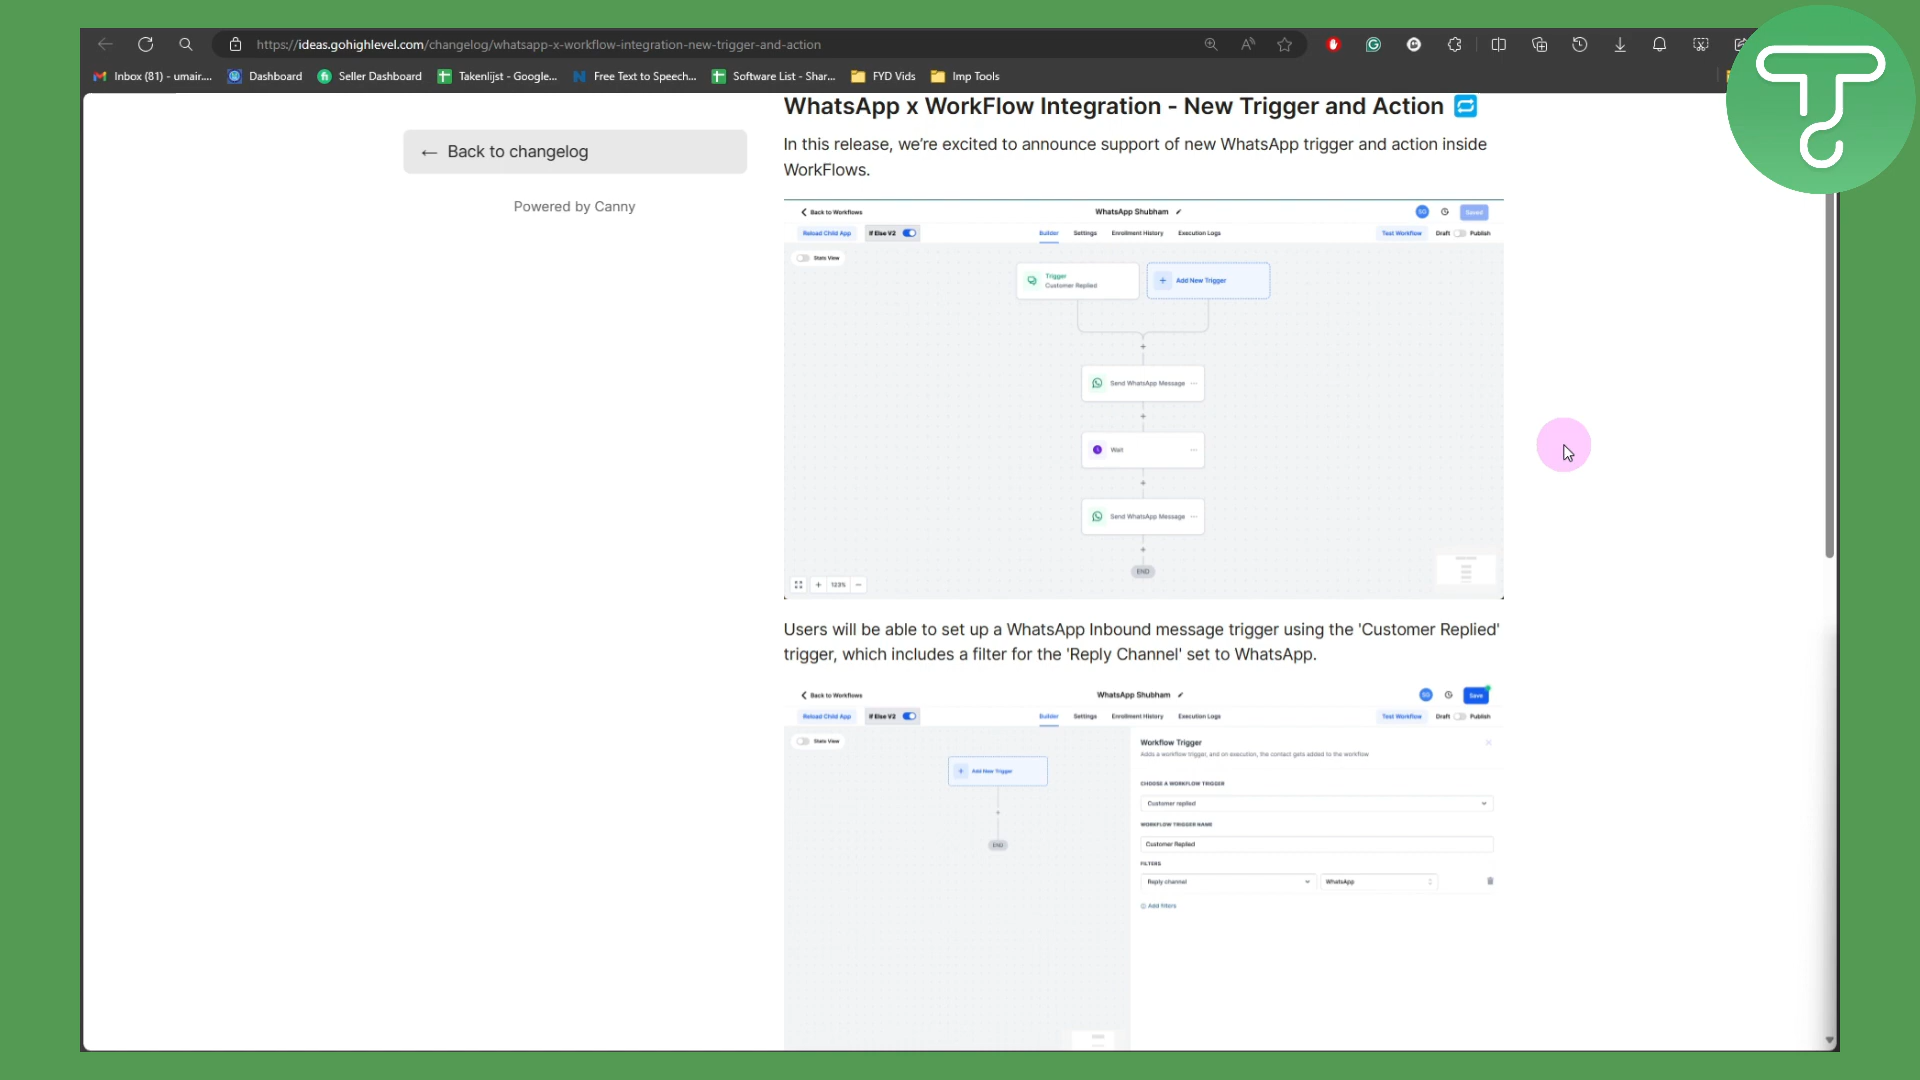 https://ideas.gohighlevel.com/changelog/whatsapp-x-workflow-integration-new-trigger-and-action
Inbox (81) - umair....
Dashboard
Seller Dashboard
Takenlijst - Google...
Free Text to Speech...
Software List - Shar...
FYD Vids
Imp Tools
← Back to changelog
Powered by Canny
WhatsApp x WorkFlow Integration - New Trigger and Action
In this release, we're excited to announce support of new WhatsApp trigger and action inside
WorkFlows.
Back to Workflows
WhatsApp Shubham
SG
Saved
Reload Child App
If Else V2
Builder
Settings
Enrollment History
Execution Logs
Test Workflow
Draft
Publish
Stats View
Trigger
Customer Replied
Add New Trigger
Send WhatsApp Message
Wait
Send WhatsApp Message
END
123%
Users will be able to set up a WhatsApp Inbound message trigger using the 'Customer Replied'
trigger, which includes a filter for the 'Reply Channel' set to WhatsApp.
Back to Workflows
WhatsApp Shubham
SG
Save
Reload Child App
If Else V2
Builder
Settings
Enrollment History
Execution Logs
Test Workflow
Draft
Publish
Stats View
Add New Trigger
END
Workflow Trigger
Adds a workflow trigger, and on execution, the contact gets added to the workflow
CHOOSE A WORKFLOW TRIGGER
Customer replied
WORKFLOW TRIGGER NAME
Customer Replied
FILTERS
Reply channel
WhatsApp
Add filters